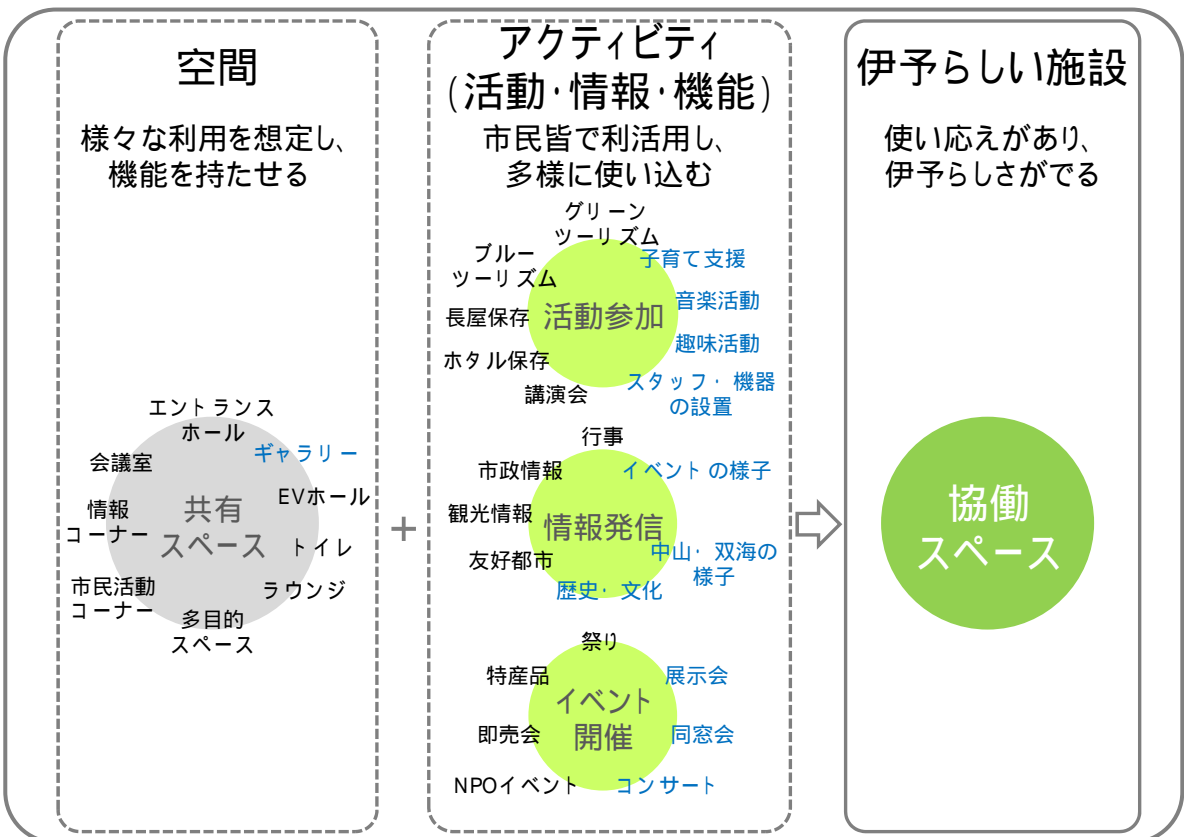 空間
様々な利用を想定し、
機能を持たせる
エントランス
ホール
ギャラリー
会議室
EVホール
情報
コーナー
共有
スペース
トイレ
ラウンジ
市民活動
コーナー
多目的
スペース
+
アクティビティ
(活動・情報・機能)
市民皆で利活用し、
多様に使い込む
グリーン
ツーリズム
ブルー
ツーリズム
子育て支援
音楽活動
長屋保存
活動参加
趣味活動
ホタル保存
講演会
スタッフ・機器
の設置
行事
市政情報
イベントの様子
観光情報
情報発信
友好都市
中山・双海の
様子
歴史・文化
祭り
特産品
展示会
イベント
開催
即売会
同窓会
NPOイベント
コンサート
伊予らしい施設
使い応えがあり、
伊予らしさがでる
協働
スペース